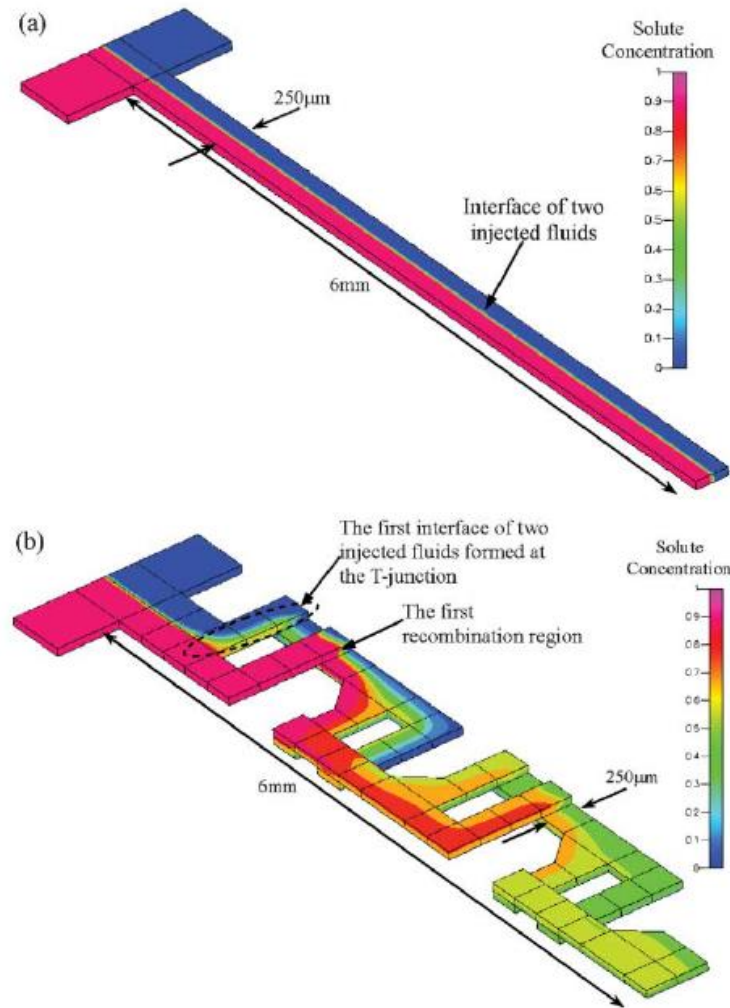 (a)
Solute
Concentration
1
0.9
0.8
0.7
0.6
0.5
0.4
0.3
0.2
0.1
0
250μm
Interface of two
injected fluids
6mm
(b)
The first interface of two
injected fluids formed at
the T-junction
The first
recombination region
Solute
Concentration
1
0.9
0.8
0.7
0.6
0.5
0.4
0.3
0.2
0.1
0
250μm
6mm